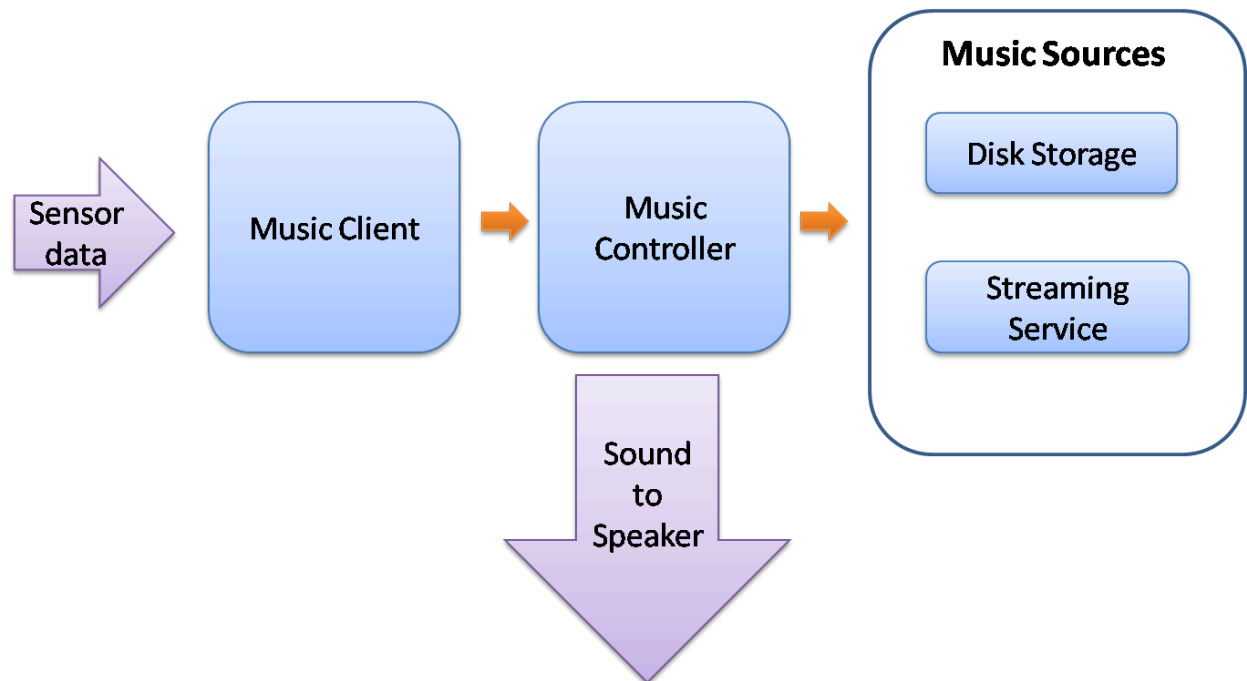 Sensor
data
Music Client
Music
Controller
Music Sources
Disk Storage
Streaming
Service
Sound
to
Speaker